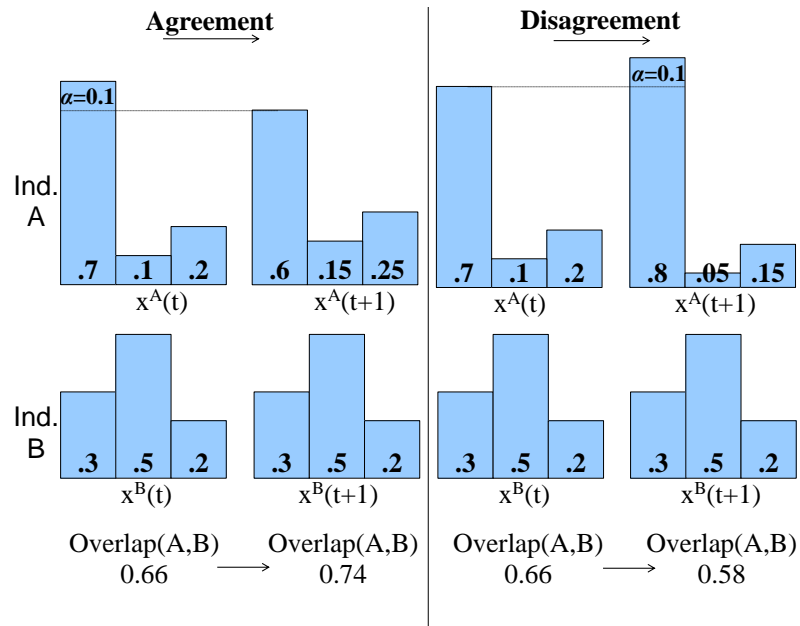 Agreement
α=0.1
Ind.
A
.7 .1 .2
.6 .15 .25
x^A(t)
x^A(t+1)
Ind.
B
.3 .5 .2
.3 .5 .2
x^B(t)
x^B(t+1)
Overlap(A,B)
0.66
Overlap(A,B)
0.74
Disagreement
α=0.1
.7 .1 .2
.8 .05 .15
x^A(t)
x^A(t+1)
.3 .5 .2
.3 .5 .2
x^B(t)
x^B(t+1)
Overlap(A,B)
0.66
Overlap(A,B)
0.58